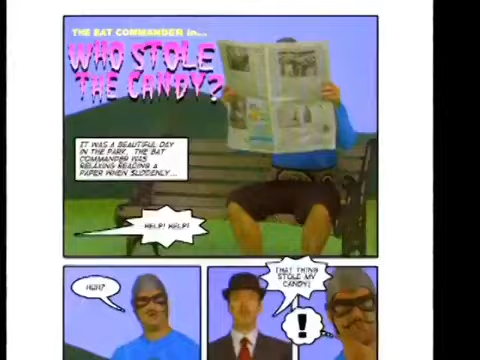 THE BAT COMMANDER in...
WHO STOLE
THE CANDY?
IT WAS A BEAUTIFUL DAY
IN THE PARK. THE BAT
COMMANDER WAS
RELAXING READING A
PAPER WHEN SUDDENLY...
HELP! HELP!
HUH?
THAT THING
STOLE MY
CANDY!
!